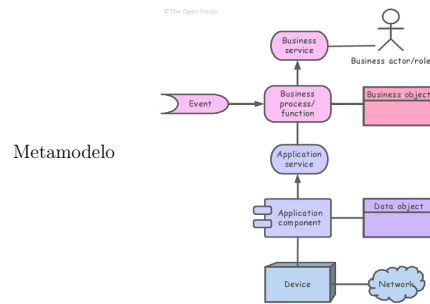 © The Open Group
Business
service
Business actor/role
Event
Business
process/
function
Business object
Metamodelo
Application
service
Application
component
Data object
Device
Network